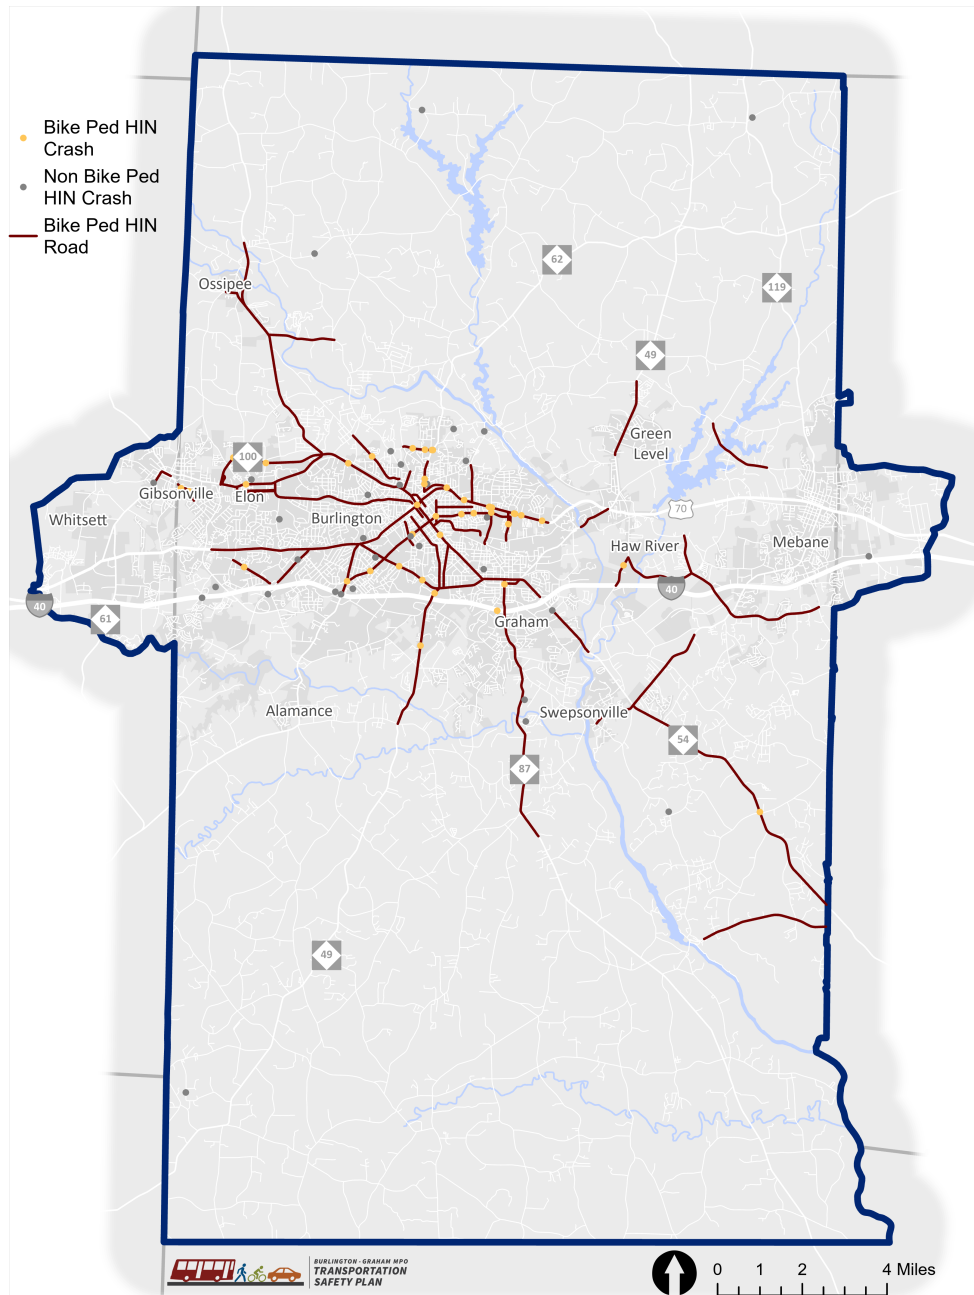 Bike Ped HIN
Crash
Non Bike Ped
HIN Crash
Bike Ped HIN
Road
62
Ossipee
119
49
Green
Level
100
Gibsonville
Elon
Whitsett
Burlington
70
Haw River
Mebane
40
40
61
Graham
Alamance
Swepsonville
54
87
49
BURLINGTON - GRAHAM MPO
TRANSPORTATION
SAFETY PLAN
0 1 2 4 Miles